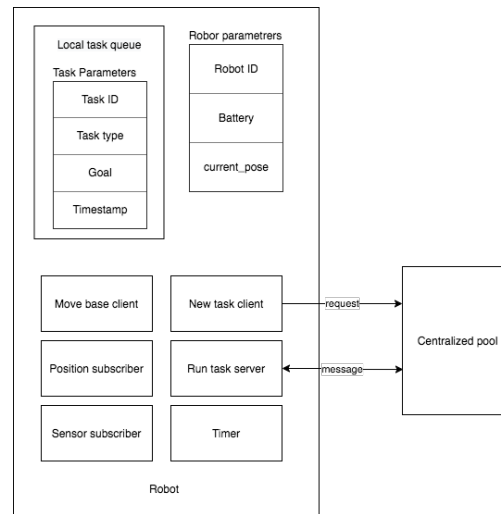 Local task queue
Task Parameters
Task ID
Task type
Goal
Timestamp
Robor parametrers
Robot ID
Battery
current_pose
Move base client
New task client
request
Centralized pool
Position subscriber
Run task server
message
Sensor subscriber
Timer
Robot